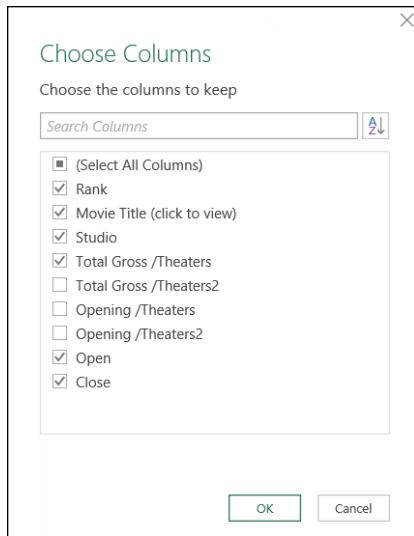 Choose Columns
Choose the columns to keep
Search Columns
(Select All Columns)
Rank
Movie Title (click to view)
Studio
Total Gross /Theaters
Total Gross /Theaters2
Opening /Theaters
Opening /Theaters2
Open
Close
OK Cancel